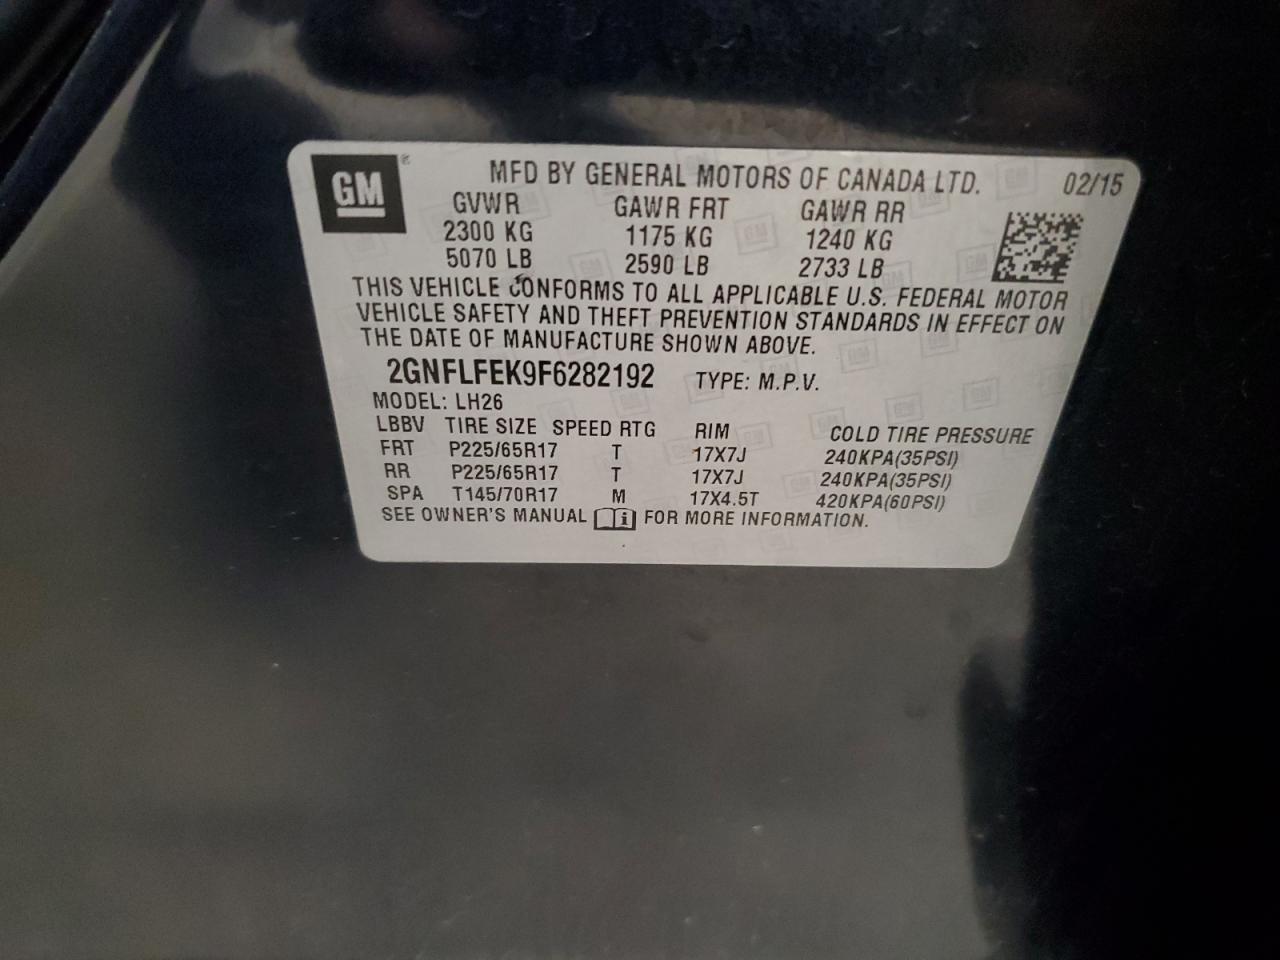 GM ®
MFD BY GENERAL MOTORS OF CANADA LTD. 02/15
GVWR GAWR FRT GAWR RR
2300 KG 1175 KG 1240 KG
5070 LB 2590 LB 2733 LB
THIS VEHICLE CONFORMS TO ALL APPLICABLE U.S. FEDERAL MOTOR
VEHICLE SAFETY AND THEFT PREVENTION STANDARDS IN EFFECT ON
THE DATE OF MANUFACTURE SHOWN ABOVE.
2GNFLFEK9F6282192 TYPE: M.P.V.
MODEL: LH26
LBBV TIRE SIZE SPEED RTG RIM COLD TIRE PRESSURE
FRT P225/65R17 T 17X7J 240KPA(35PSI)
RR P225/65R17 T 17X7J 240KPA(35PSI)
SPA T145/70R17 M 17X4.5T 420KPA(60PSI)
SEE OWNER'S MANUAL i FOR MORE INFORMATION.